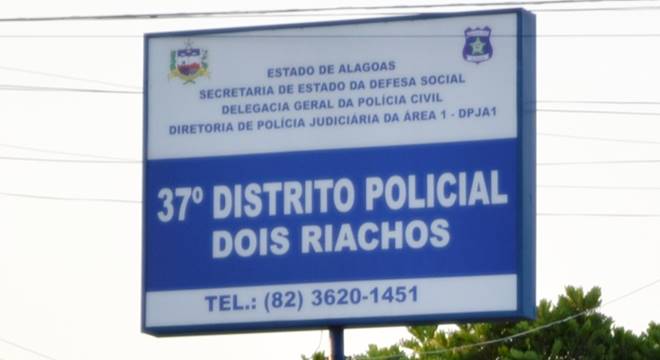 ESTADO DE ALAGOAS
SECRETARIA DE ESTADO DA DEFESA SOCIAL
DELEGACIA GERAL DA POLÍCIA CIVIL
DIRETORIA DE POLÍCIA JUDICIÁRIA DA ÁREA 1 - DPJA1
37º DISTRITO POLICIAL
DOIS RIACHOS
TEL.: (82) 3620-1451